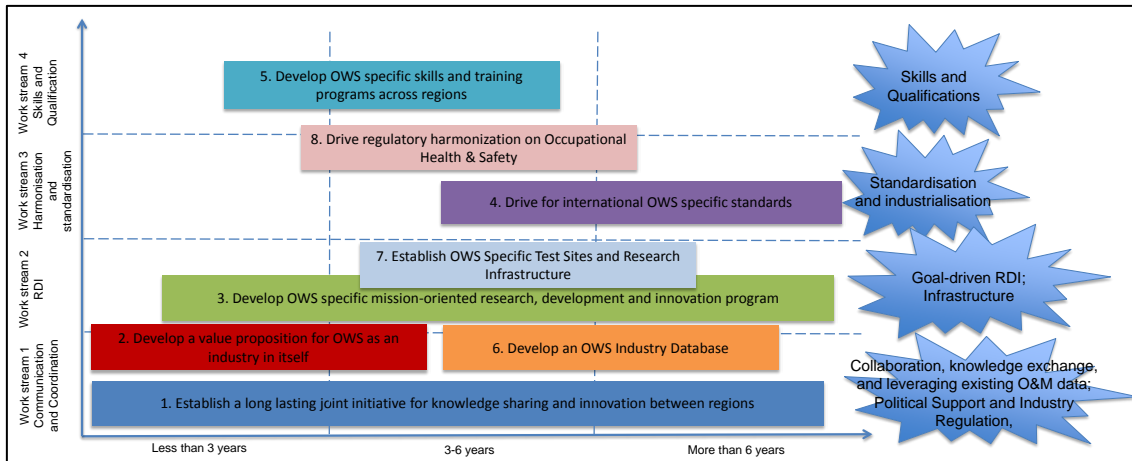 Work stream 4
Skills and
Qualification
5. Develop OWS specific skills and training
programs across regions
Skills and
Qualifications
Work stream 3
Harmonisation
and
standardisation
8. Drive regulatory harmonization on Occupational
Health & Safety
4. Drive for international OWS specific standards
Standardisation
and industrialisation
Work stream 2
RDI
7. Establish OWS Specific Test Sites and Research
Infrastructure
3. Develop OWS specific mission-oriented research, development and innovation program
Goal-driven RDI;
Infrastructure
Work stream 1
Communication
and Coordination
2. Develop a value proposition for OWS as an
industry in itself
6. Develop an OWS Industry Database
1. Establish a long lasting joint initiative for knowledge sharing and innovation between regions
Collaboration, knowledge exchange,
and leveraging existing O&M data;
Political Support and Industry
Regulation,
Less than 3 years
3-6 years
More than 6 years